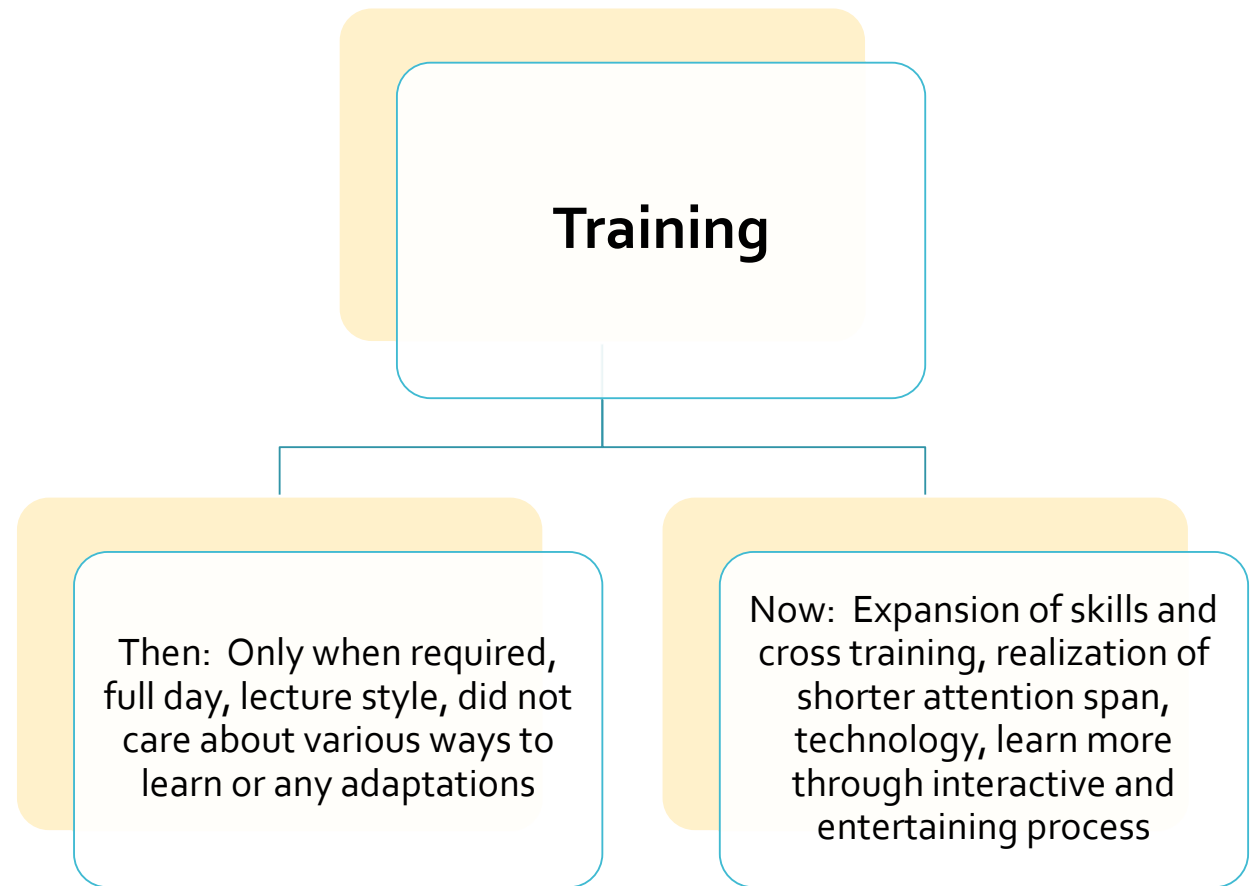 Training
Then:  Only when required,
full day, lecture style, did not
care about various ways to
learn or any adaptations
Now:  Expansion of skills and
cross training, realization of
shorter attention span,
technology, learn more
through interactive and
entertaining process